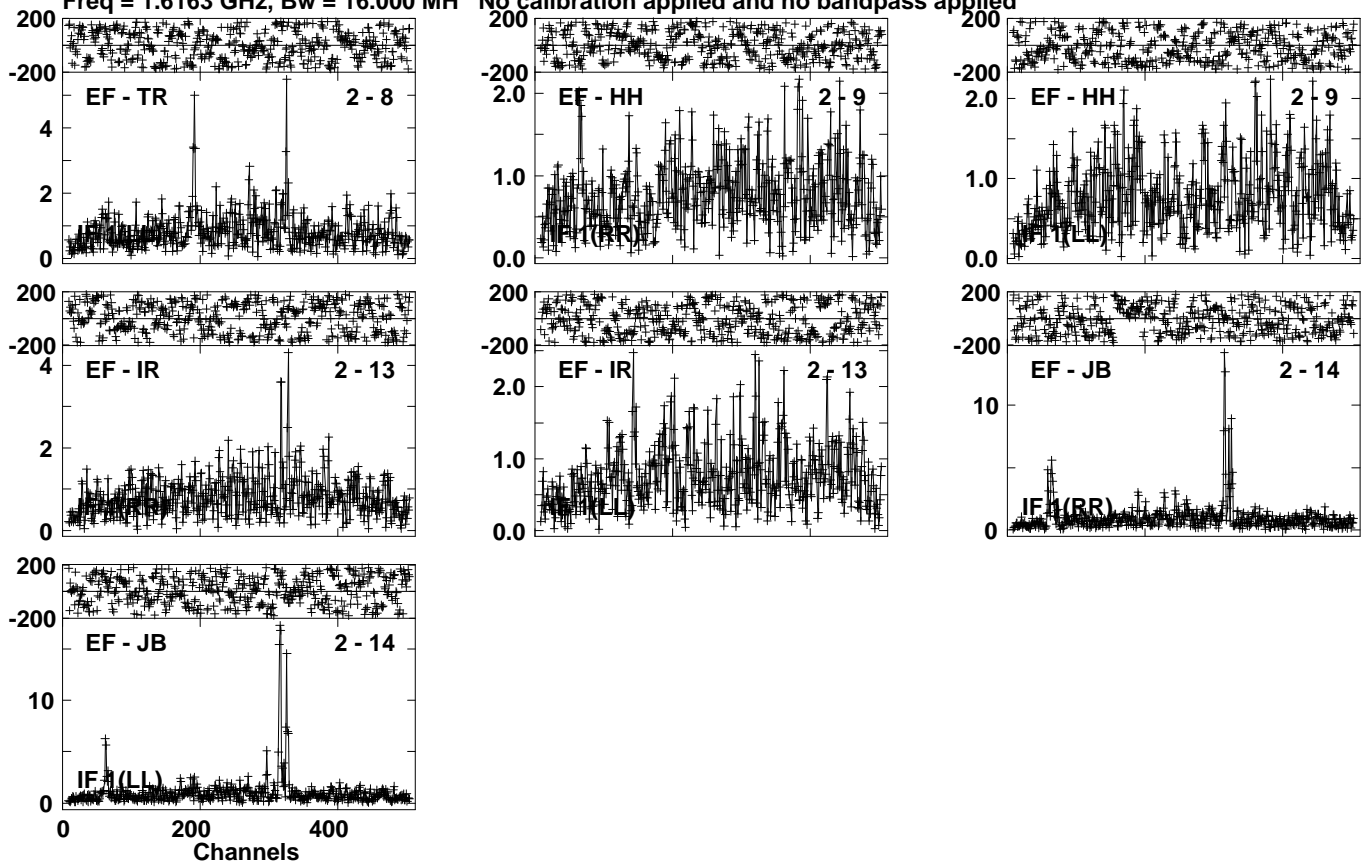 Freq = 1.6163 GHz, Bw = 16.000 MH No calibration applied and no bandpass applied
200
-200
EF - TR 2 - 8
4
2
0
200
-200
EF - HH 2 - 9
2.0
1.0
IF 1(RR)
0.0
200
-200
EF - HH 2 - 9
2.0
1.0
IF 1(LL)
0.0
200
-200
EF - IR 2 - 13
4
2
IF 1(RR)
0
200
-200
EF - IR 2 - 13
2.0
1.0
IF 1(LL)
0.0
200
-200
EF - JB 2 - 14
10
IF 1(RR)
0
200
-200
EF - JB 2 - 14
10
IF 1(LL)
0
0 200 400
Channels